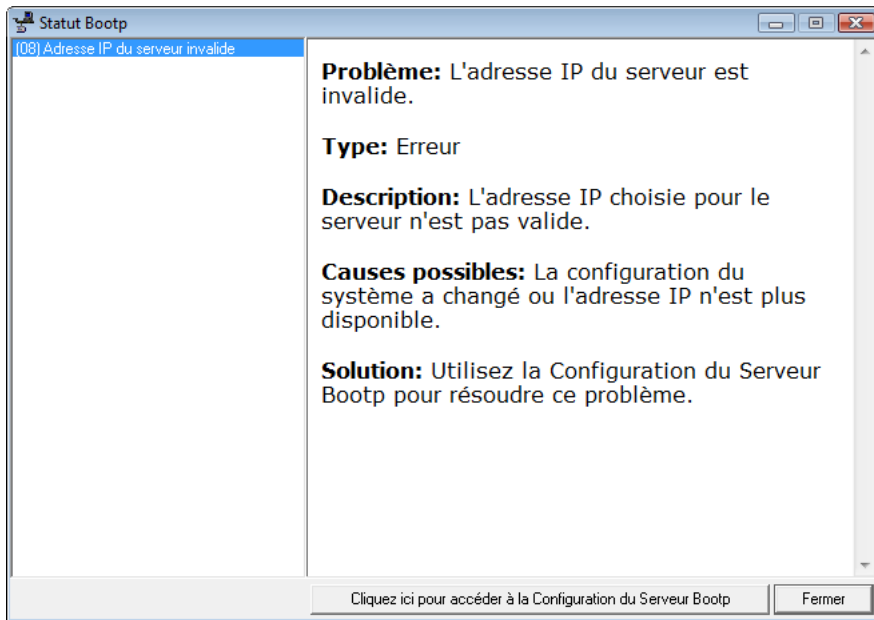 Statut Bootp
(08) Adresse IP du serveur invalide
Problème: L'adresse IP du serveur est
invalide.
Type: Erreur
Description: L'adresse IP choisie pour le
serveur n'est pas valide.
Causes possibles: La configuration du
système a changé ou l'adresse IP n'est plus
disponible.
Solution: Utilisez la Configuration du Serveur
Bootp pour résoudre ce problème.
Cliquez ici pour accéder à la Configuration du Serveur Bootp
Fermer